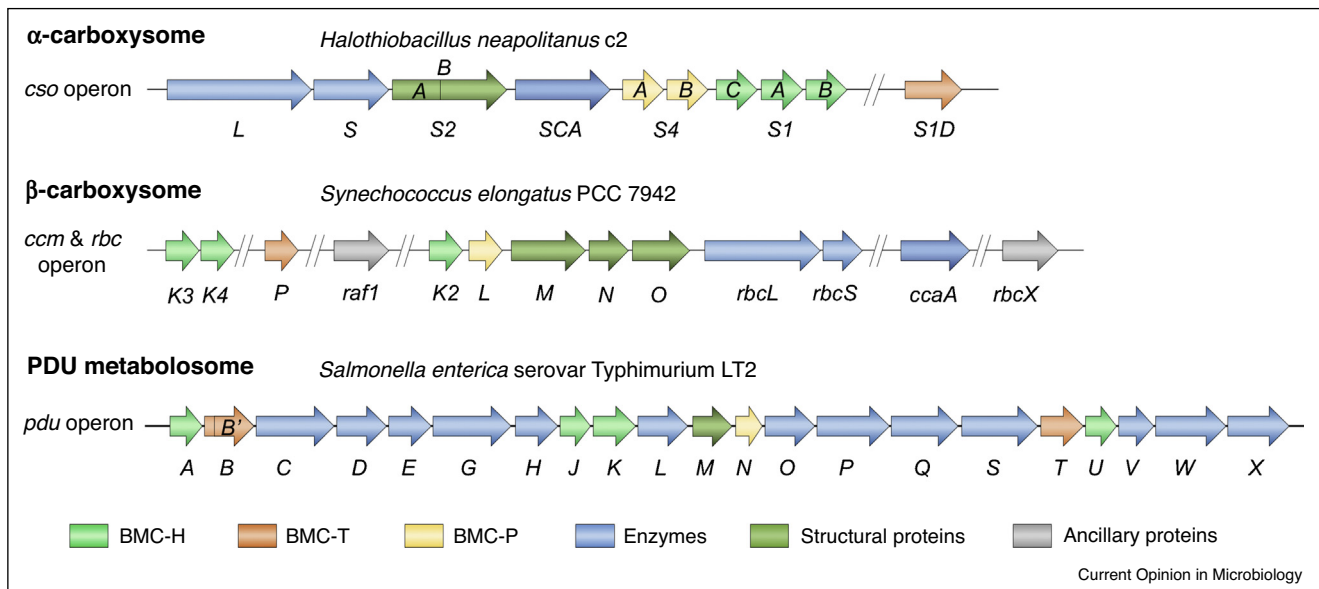 α-carboxysome
Halothiobacillus neapolitanus c2
cso operon
B
A
A B C A B
L S S2 SCA S4 S1 S1D
β-carboxysome
Synechococcus elongatus PCC 7942
ccm & rbc
operon
K3 K4 P raf1 K2 L M N O rbcL rbcS ccaA rbcX
PDU metabolosome
Salmonella enterica serovar Typhimurium LT2
pdu operon
B'
A B C D E G H J K L M N O P Q S T U V W X
BMC-H BMC-T BMC-P Enzymes Structural proteins Ancillary proteins
Current Opinion in Microbiology